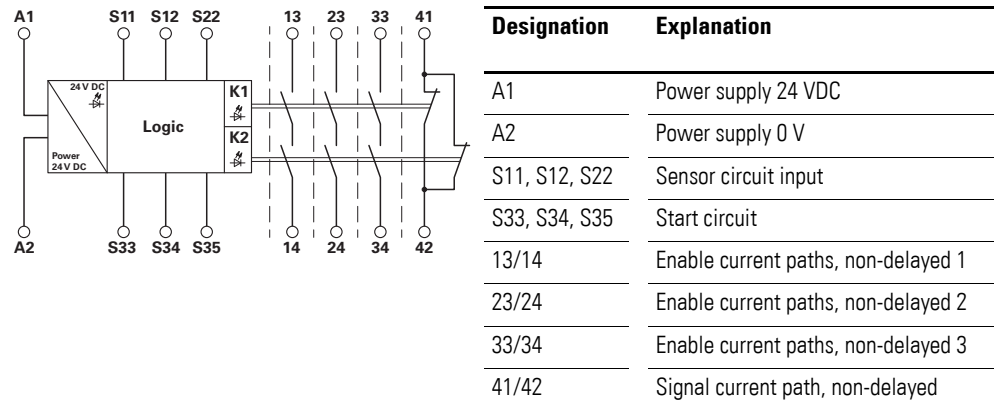 A1 S11 S12 S22 13 23 33 41
24 V DC
K1
Logic
K2
Power
24 V DC
A2 S33 S34 S35 14 24 34 42
Designation Explanation
A1 Power supply 24 VDC
A2 Power supply 0 V
S11, S12, S22 Sensor circuit input
S33, S34, S35 Start circuit
13/14 Enable current paths, non-delayed 1
23/24 Enable current paths, non-delayed 2
33/34 Enable current paths, non-delayed 3
41/42 Signal current path, non-delayed